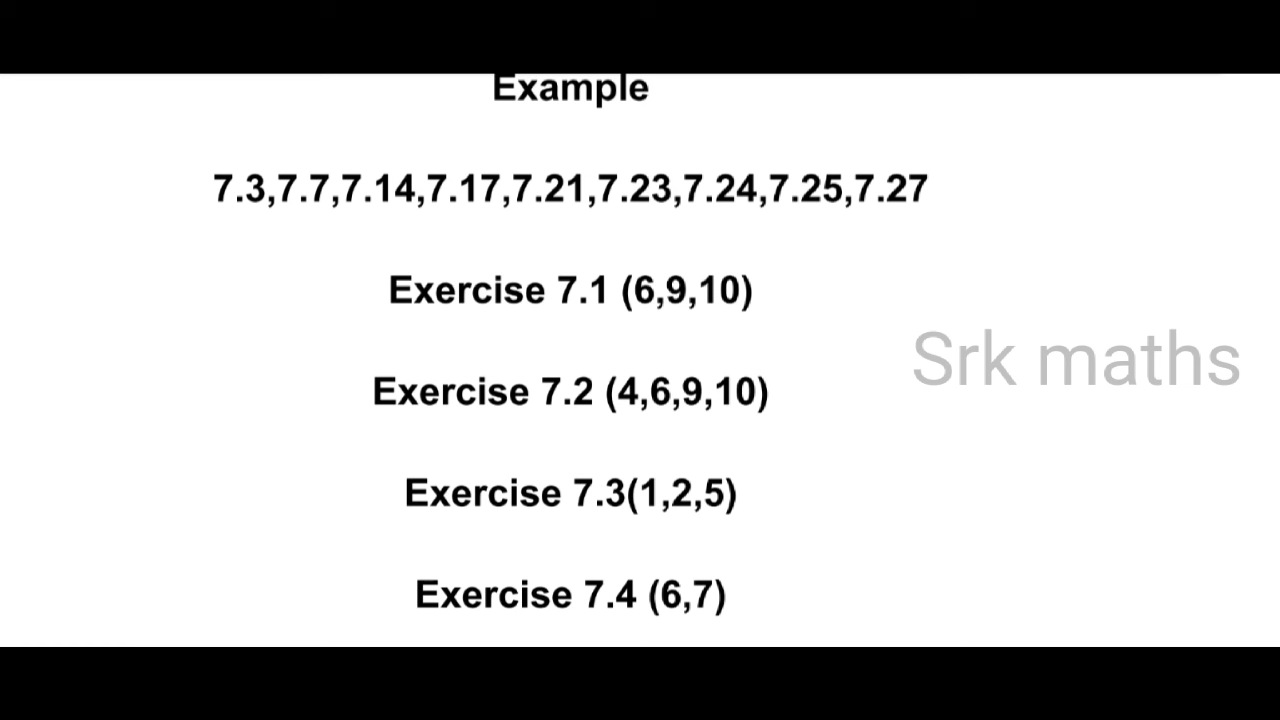 Example
7.3,7.7,7.14,7.17,7.21,7.23,7.24,7.25,7.27
Exercise 7.1 (6,9,10)
Srk maths
Exercise 7.2 (4,6,9,10)
Exercise 7.3(1,2,5)
Exercise 7.4 (6,7)